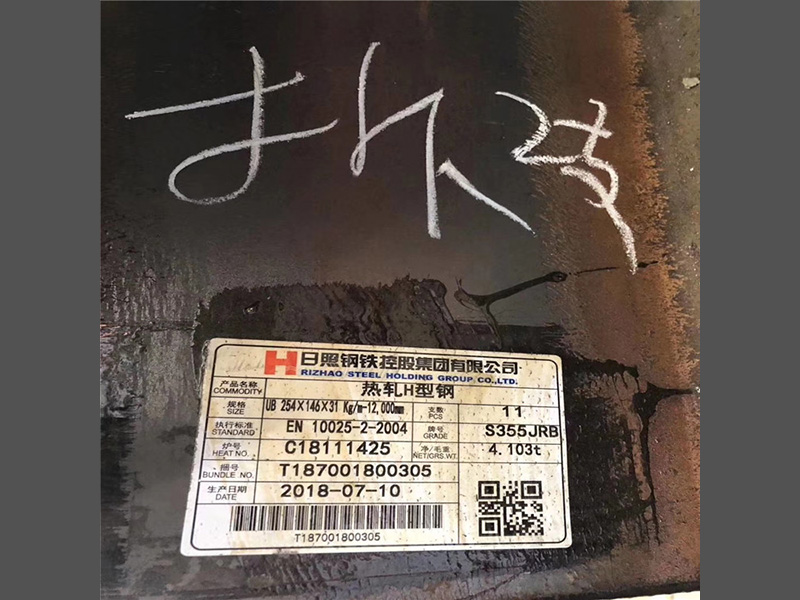 日照钢铁控股集团有限公司
RIZHAO STEEL HOLDING GROUP CO.,LTD.
产品名称 COMMODITY 热轧H型钢
规格 SIZE UB 254×146×31 Kg/m-12,000mm 支数 PCS 11
执行标准 STANDARD EN 10025-2-2004 牌号 GRADE S355JRB
炉号 HEAT NO. C18111425 净/毛重 NET/GRS.WT. 4.103t
捆号 BUNDLE NO. T187001800305
生产日期 DATE 2018-07-10
T187001800305